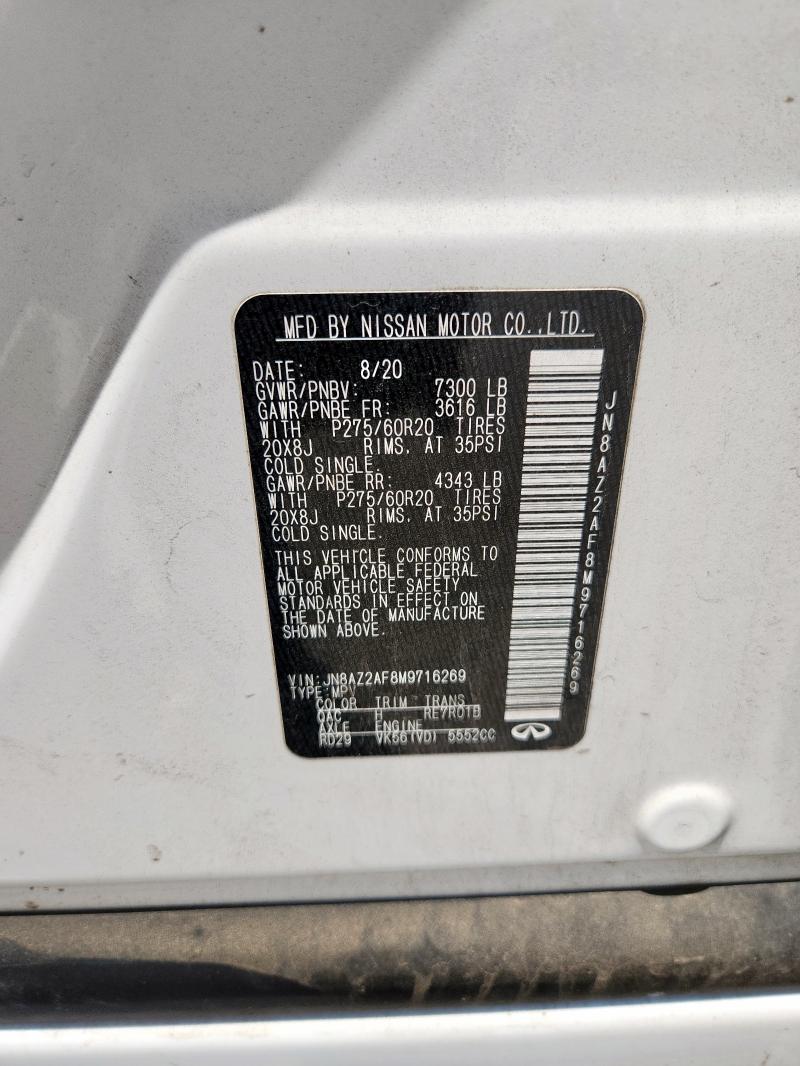 MFD BY NISSAN MOTOR CO.,LTD.
DATE: 8/20
GVWR/PNBV: 7300 LB
GAWR/PNBE FR: 3616 LB
WITH P275/60R20 TIRES
20X8J RIMS. AT 35PSI
COLD SINGLE.
GAWR/PNBE RR: 4343 LB
WITH P275/60R20 TIRES
20X8J RIMS. AT 35PSI
COLD SINGLE.
THIS VEHICLE CONFORMS TO
ALL APPLICABLE FEDERAL
MOTOR VEHICLE SAFETY
STANDARDS IN EFFECT ON
THE DATE OF MANUFACTURE
SHOWN ABOVE.
VIN:JN8AZ2AF8M9716269
TYPE:MPV
COLOR TRIM TRANS
QAC RE7R01B
AXLE ENGINE
RD29 VK56(VD) 5552CC
JN8AZ2AF8M9716269